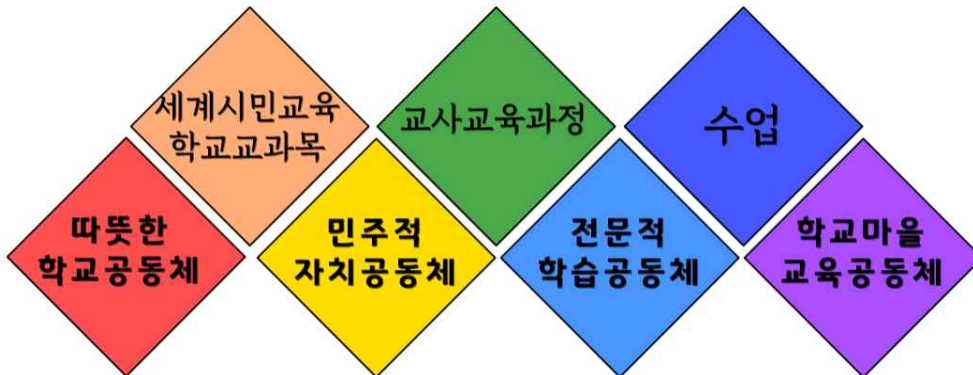 세계시민교육
학교교과목
교사교육과정
수업
따뜻한
학교공동체
민주적
자치공동체
전문적
학습공동체
학교마을
교육공동체